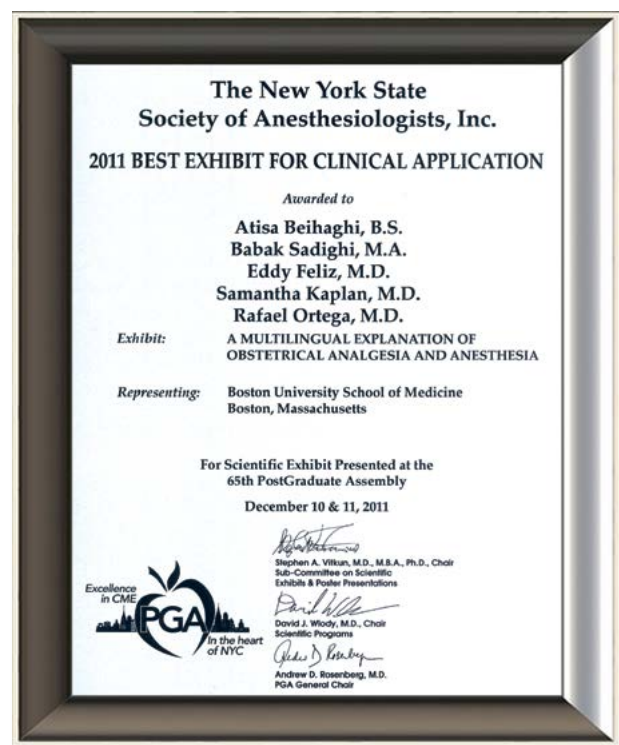 The New York State
Society of Anesthesiologists, Inc.
2011 BEST EXHIBIT FOR CLINICAL APPLICATION
Awarded to
Atisa Beihaghi, B.S.
Babak Sadighi, M.A.
Eddy Feliz, M.D.
Samantha Kaplan, M.D.
Rafael Ortega, M.D.
Exhibit: A MULTILINGUAL EXPLANATION OF
OBSTETRICAL ANALGESIA AND ANESTHESIA
Representing: Boston University School of Medicine
Boston, Massachusetts
For Scientific Exhibit Presented at the
65th PostGraduate Assembly
December 10 & 11, 2011
Stephen A. Vitkun, M.D., M.B.A., Ph.D., Chair
Sub-Committee on Scientific
Exhibits & Poster Presentations
David J. Wlody, M.D., Chair
Scientific Programs
Andrew D. Rosenberg, M.D.
PGA General Chair
Excellence
in CME
PGA
In the heart
of NYC